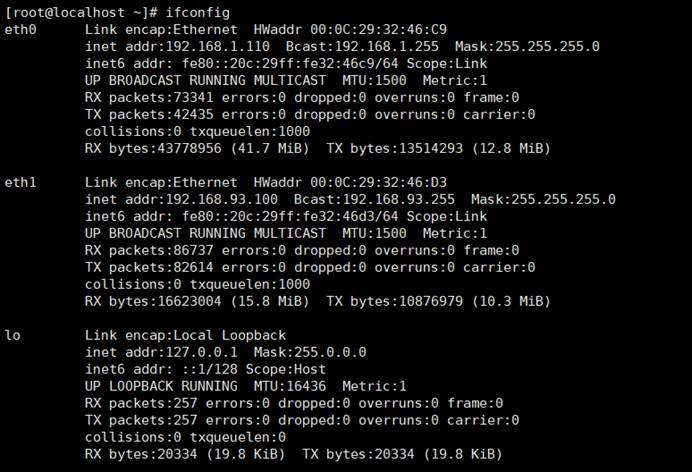 [root@localhost ~]# ifconfig
eth0      Link encap:Ethernet  HWaddr 00:0C:29:32:46:C9
          inet addr:192.168.1.110  Bcast:192.168.1.255  Mask:255.255.255.0
          inet6 addr: fe80::20c:29ff:fe32:46c9/64 Scope:Link
          UP BROADCAST RUNNING MULTICAST  MTU:1500  Metric:1
          RX packets:73341 errors:0 dropped:0 overruns:0 frame:0
          TX packets:42435 errors:0 dropped:0 overruns:0 carrier:0
          collisions:0 txqueuelen:1000
          RX bytes:43778956 (41.7 MiB)  TX bytes:13514293 (12.8 MiB)

eth1      Link encap:Ethernet  HWaddr 00:0C:29:32:46:D3
          inet addr:192.168.93.100  Bcast:192.168.93.255  Mask:255.255.255.0
          inet6 addr: fe80::20c:29ff:fe32:46d3/64 Scope:Link
          UP BROADCAST RUNNING MULTICAST  MTU:1500  Metric:1
          RX packets:86737 errors:0 dropped:0 overruns:0 frame:0
          TX packets:82614 errors:0 dropped:0 overruns:0 carrier:0
          collisions:0 txqueuelen:1000
          RX bytes:16623004 (15.8 MiB)  TX bytes:10876979 (10.3 MiB)

lo        Link encap:Local Loopback
          inet addr:127.0.0.1  Mask:255.0.0.0
          inet6 addr: ::1/128 Scope:Host
          UP LOOPBACK RUNNING  MTU:16436  Metric:1
          RX packets:257 errors:0 dropped:0 overruns:0 frame:0
          TX packets:257 errors:0 dropped:0 overruns:0 carrier:0
          collisions:0 txqueuelen:0
          RX bytes:20334 (19.8 KiB)  TX bytes:20334 (19.8 KiB)